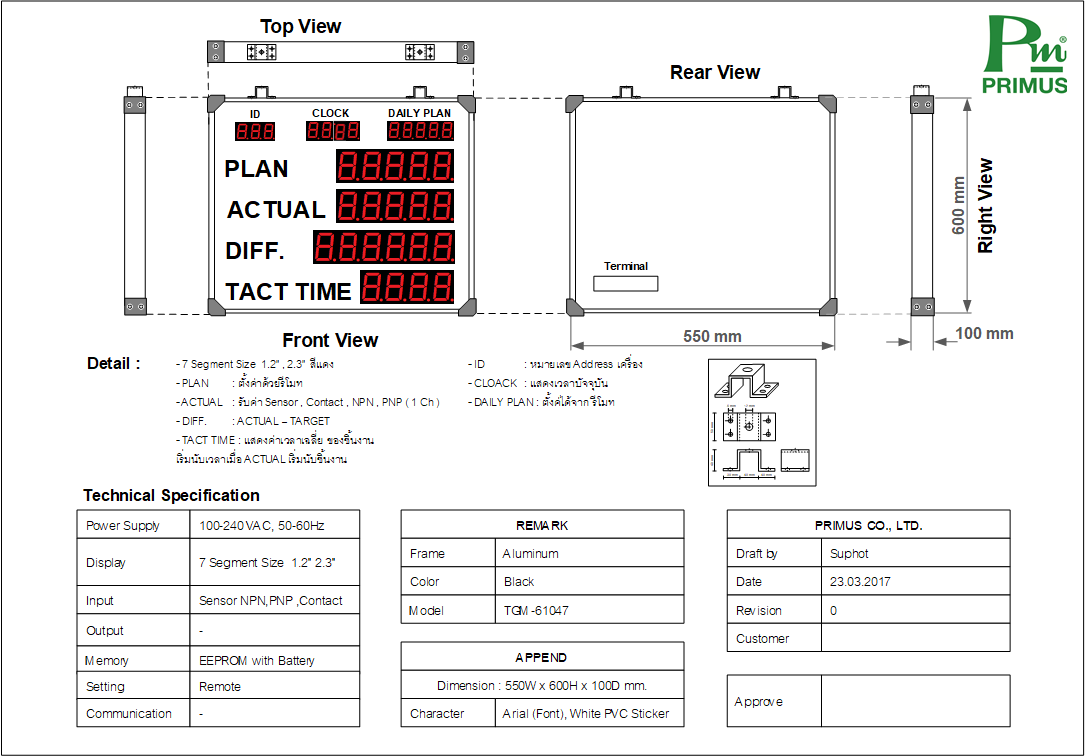 Top View
Pm®
PRIMUS
Rear View
ID
CLOCK
DAILY PLAN
PLAN
ACTUAL
DIFF.
TACT TIME
Terminal
600 mm
Right View
550 mm
100 mm
Front View
Detail :
- 7 Segment Size 1.2" , 2.3" สีแดง
- PLAN : ตั้งค่าด้วยรีโมท
- ACTUAL : รับค่า Sensor , Contact , NPN , PNP ( 1 Ch )
- DIFF. : ACTUAL – TARGET
- TACT TIME : แสดงค่าเวลาเฉลี่ย ของชิ้นงาน
เริ่มนับเวลาเมื่อ ACTUAL เริ่มนับชิ้นงาน
- ID : หมายเลข Address เครื่อง
- CLOACK : แสดงเวลาปัจจุบัน
- DAILY PLAN : ตั้งค่าได้จาก รีโมท
Technical Specification
Power Supply 100-240 VAC, 50-60Hz
Display 7 Segment Size 1.2" 2.3"
Input Sensor NPN,PNP ,Contact
Output -
Memory EEPROM with Battery
Setting Remote
Communication -
REMARK
Frame Aluminum
Color Black
Model TGM-61047
APPEND
Dimension : 550W x 600H x 100D mm.
Character Arial (Font), White PVC Sticker
PRIMUS CO., LTD.
Draft by Suphot
Date 23.03.2017
Revision 0
Customer
Approve